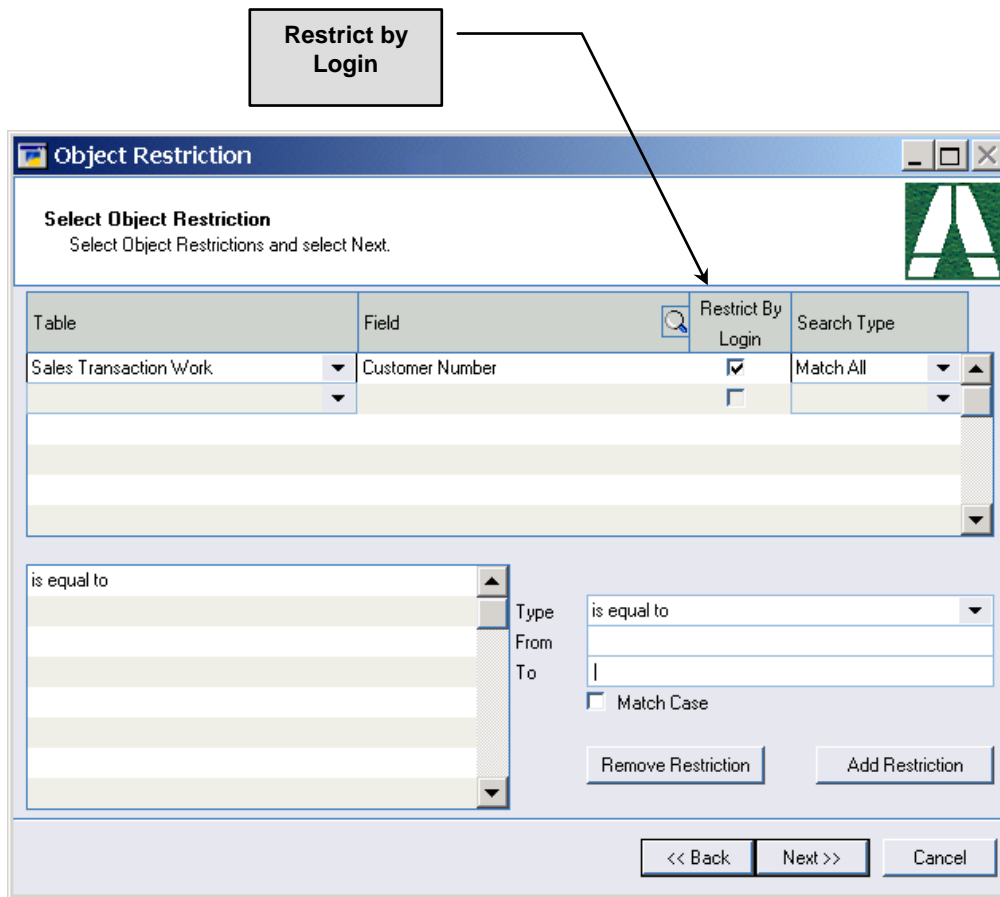 Restrict by
Login
Object Restriction
Select Object Restriction
Select Object Restrictions and select Next.
Table Field Restrict By Login Search Type
Sales Transaction Work Customer Number Match All
is equal to
Type is equal to
From
To
Match Case
Remove Restriction Add Restriction
<< Back Next >> Cancel